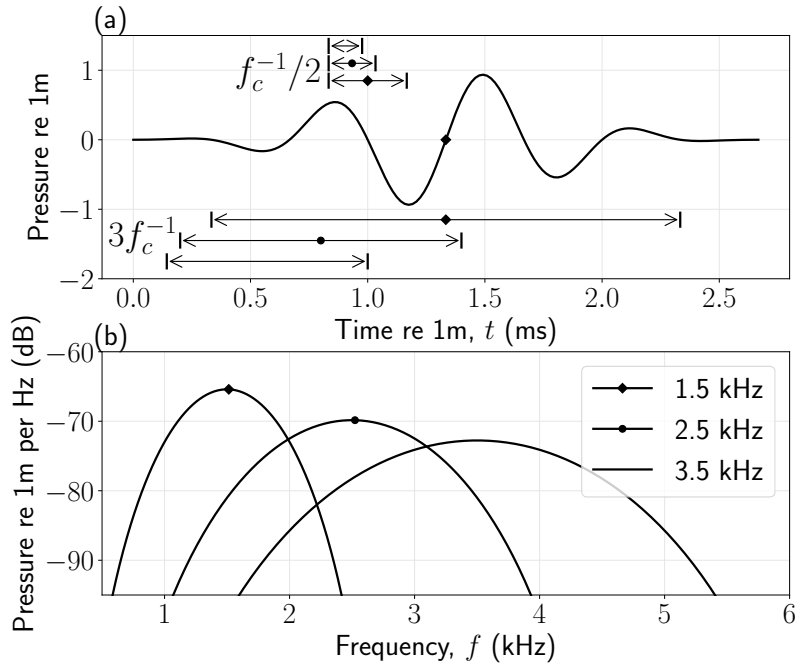 (a)
Pressure re 1m
1
0
−1
−2
f_c^{-1}/2
3f_c^{-1}
0.0 0.5 1.0 1.5 2.0 2.5
Time re 1m, t (ms)
(b)
Pressure re 1m per Hz (dB)
−60
−70
−80
−90
1.5 kHz
2.5 kHz
3.5 kHz
1 2 3 4 5 6
Frequency, f (kHz)